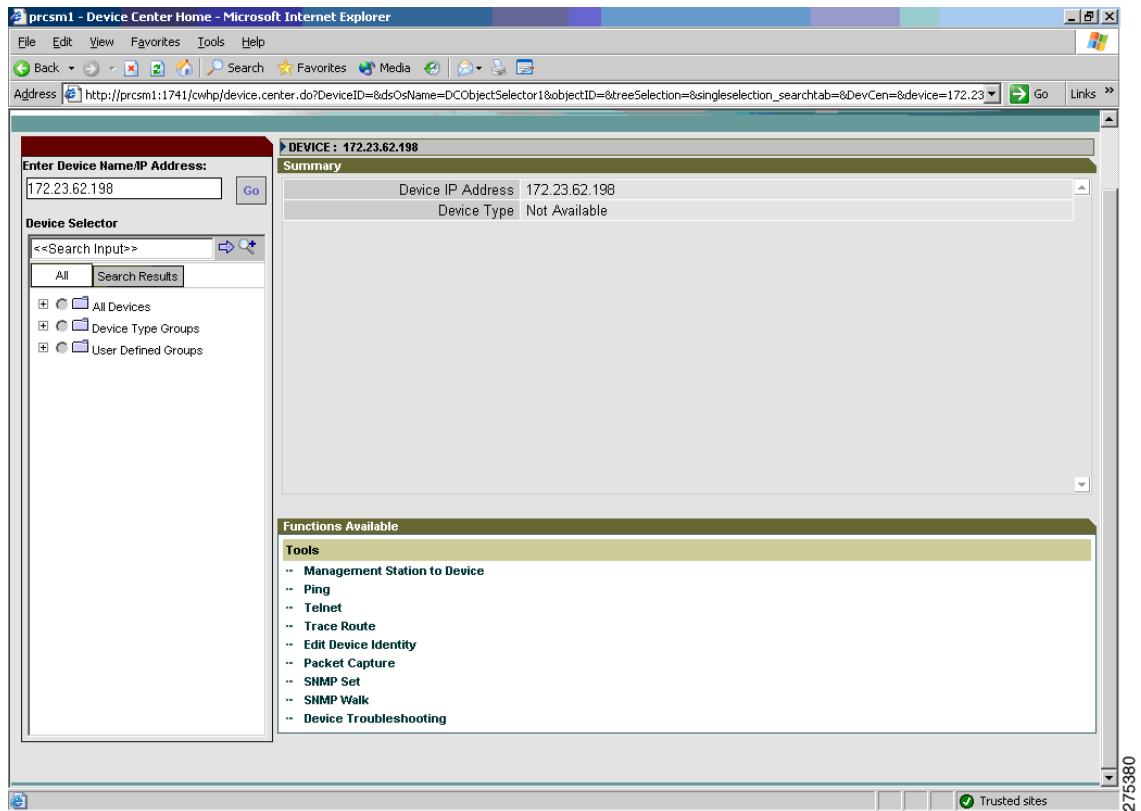 prcsm1 - Device Center Home - Microsoft Internet Explorer
File Edit View Favorites Tools Help
Back Search Favorites Media
Address http://prcsm1:1741/cwhp/device.center.do?DeviceID=&dsOsName=DCObjectSelector1&objectID=&treeSelection=&singleselection_searchtab=&DevCen=&device=172.23 Go Links »
Enter Device Name/IP Address:
172.23.62.198 Go
Device Selector
<<Search Input>>
All Search Results
All Devices
Device Type Groups
User Defined Groups
DEVICE : 172.23.62.198
Summary
Device IP Address 172.23.62.198
Device Type Not Available
Functions Available
Tools
Management Station to Device
Ping
Telnet
Trace Route
Edit Device Identity
Packet Capture
SNMP Set
SNMP Walk
Device Troubleshooting
Trusted sites
275380